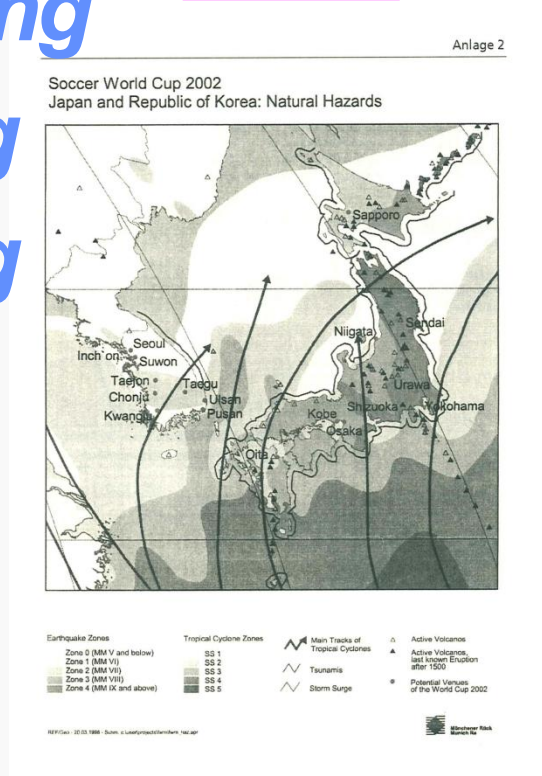 ng
g
g
Anlage 2
Soccer World Cup 2002
Japan and Republic of Korea: Natural Hazards
Sapporo
Niigata
Sendai
Seoul
Inch'on
Suwon
Taejon
Taegu
Chonju
Ulsan
Kwangju
Pusan
Urawa
Shizuoka
Yokohama
Kobe
Osaka
Oita
Earthquake Zones
Zone 0 (MM V and below)
Zone 1 (MM VI)
Zone 2 (MM VII)
Zone 3 (MM VIII)
Zone 4 (MM IX and above)
Tropical Cyclone Zones
SS 1
SS 2
SS 3
SS 4
SS 5
Main Tracks of
Tropical Cyclones
Tsunamis
Storm Surge
Active Volcanos
Active Volcanos,
last known Eruption
after 1500
Potential Venues
of the World Cup 2002
Münchener Rück
Munich Re